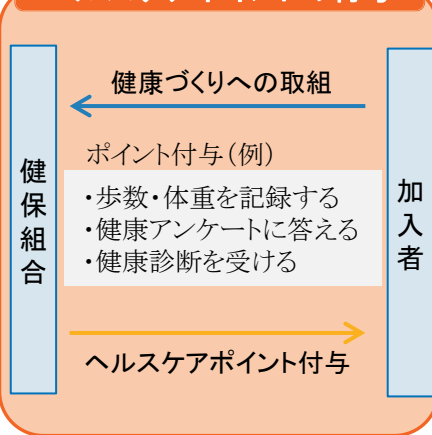 健康づくりへの取組
健保組合
ポイント付与(例)
・歩数・体重を記録する
・健康アンケートに答える
・健康診断を受ける
加入者
ヘルスケアポイント付与